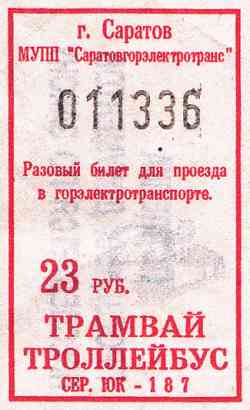 г. Саратов
МУПП "Саратовгорэлектротранс"
011336
Разовый билет для проезда
в горэлектротранспорте.
23 РУБ.
ТРАМВАЙ
ТРОЛЛЕЙБУС
СЕР. ЮК - 187